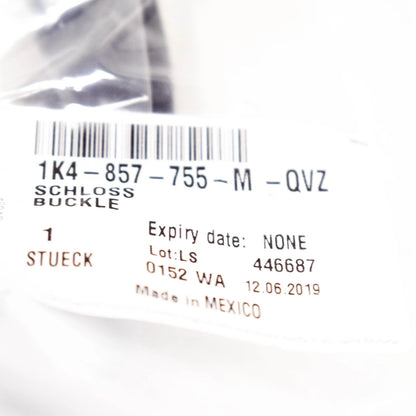 1K4-857-755-M -QVZ
SCHLOSS
BUCKLE
1 Expiry date: NONE
STUECK Lot:LS 446687
0152 WA 12.06.2019
Made in MEXICO